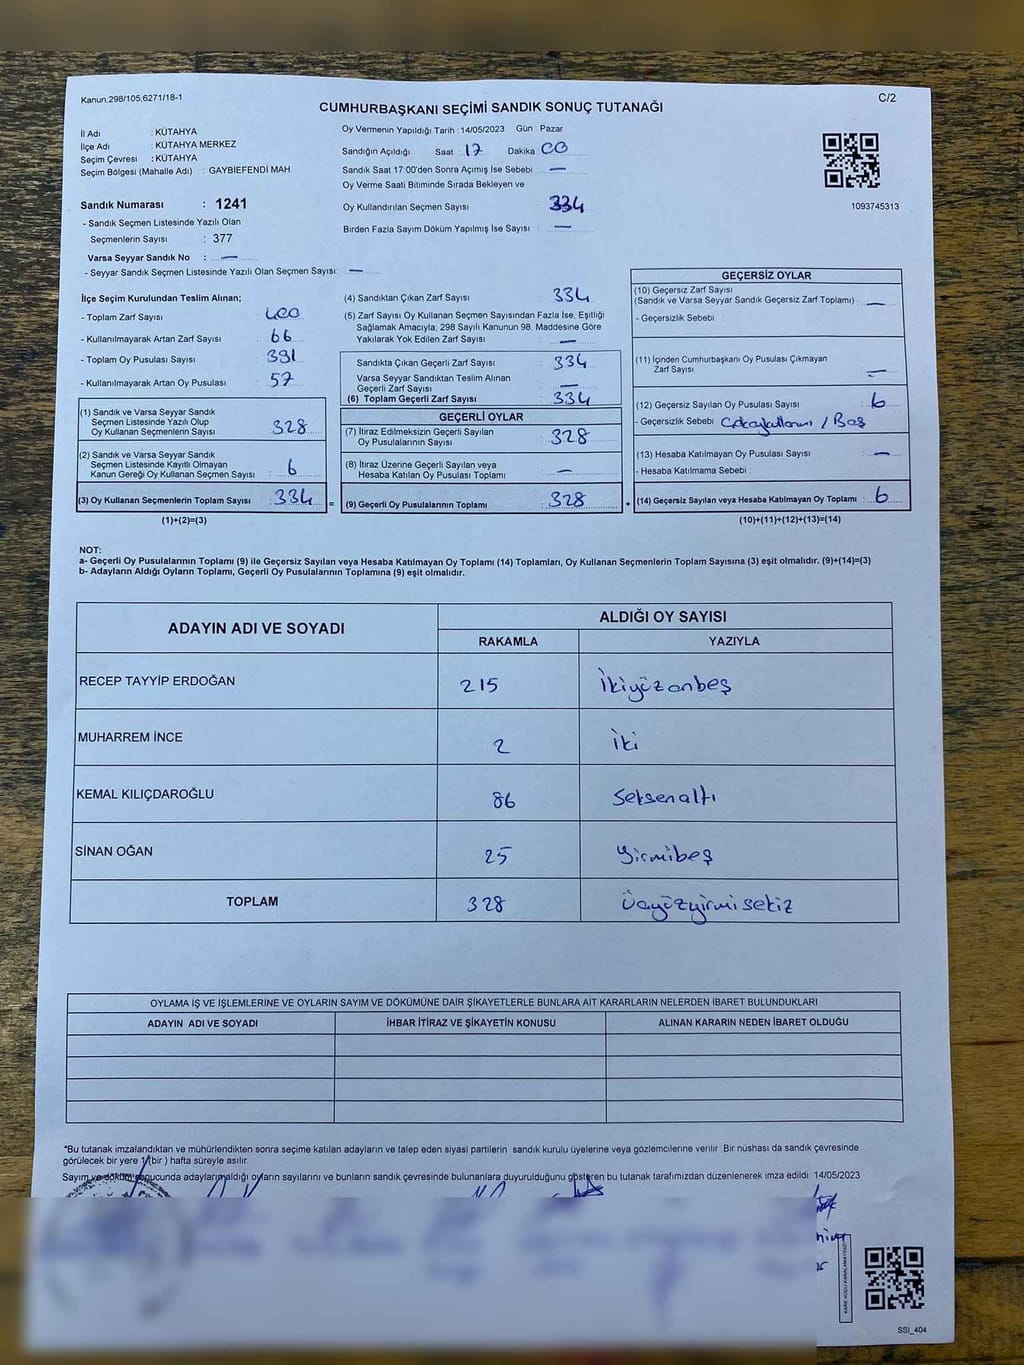 Kanun:298/105,6271/18-1
C/2
CUMHURBAŞKANI SEÇİMİ SANDIK SONUÇ TUTANAĞI
İl Adı : KÜTAHYA
İlçe Adı : KÜTAHYA MERKEZ
Seçim Çevresi : KÜTAHYA
Seçim Bölgesi (Mahalle Adı) : GAYBİEFENDİ MAH.
Sandık Numarası : 1241
- Sandık Seçmen Listesinde Yazılı Olan
Seçmenlerin Sayısı : 377
Varsa Seyyar Sandık No : —
- Seyyar Sandık Seçmen Listesinde Yazılı Olan Seçmen Sayısı: —
Oy Vermenin Yapıldığı Tarih : 14/05/2023 Gün : Pazar
Sandığın Açıldığı Saat : 17 Dakika : 00
Sandık Saat 17:00'den Sonra Açımış İse Sebebi : —
Oy Verme Saati Bitiminde Sırada Bekleyen ve
Oy Kullandırılan Seçmen Sayısı : 334
Birden Fazla Sayım Döküm Yapılmış İse Sayısı : —
1093745313
İlçe Seçim Kurulundan Teslim Alınan;
- Toplam Zarf Sayısı : 400
- Kullanılmayarak Artan Zarf Sayısı : 66
- Toplam Oy Pusulası Sayısı : 391
- Kullanılmayarak Artan Oy Pusulası : 57
(1) Sandık ve Varsa Seyyar Sandık
Seçmen Listesinde Yazılı Olup
Oy Kullanan Seçmenlerin Sayısı : 328
(2) Sandık ve Varsa Seyyar Sandık
Seçmen Listesinde Kayıtlı Olmayan
Kanun Gereği Oy Kullanan Seçmen Sayısı : 6
(3) Oy Kullanan Seçmenlerin Toplam Sayısı : 334
(1)+(2)=(3)
=
(4) Sandıktan Çıkan Zarf Sayısı : 334
(5) Zarf Sayısı Oy Kullanan Seçmen Sayısından Fazla İse, Eşitliği
Sağlamak Amacıyla; 298 Sayılı Kanunun 98. Maddesine Göre
Yakılarak Yok Edilen Zarf Sayısı : —
Sandıkta Çıkan Geçerli Zarf Sayısı : 334
Varsa Seyyar Sandıktan Teslim Alınan
Geçerli Zarf Sayısı : —
(6) Toplam Geçerli Zarf Sayısı : 334
GEÇERLİ OYLAR
(7) İtiraz Edilmeksizin Geçerli Sayılan
Oy Pusulalarının Sayısı : 328
(8) İtiraz Üzerine Geçerli Sayılan veya
Hesaba Katılan Oy Pusulası Toplamı : —
(9) Geçerli Oy Pusulalarının Toplamı : 328
+
GEÇERSİZ OYLAR
(10) Geçersiz Zarf Sayısı
(Sandık ve Varsa Seyyar Sandık Geçersiz Zarf Toplamı) : —
- Geçersizlik Sebebi :
(11) İçinden Cumhurbaşkanı Oy Pusulası Çıkmayan
Zarf Sayısı : —
(12) Geçersiz Sayılan Oy Pusulası Sayısı : 6
- Geçersizlik Sebebi : / Boş
(13) Hesaba Katılmayan Oy Pusulası Sayısı : —
- Hesaba Katılmama Sebebi :
(14) Geçersiz Sayılan veya Hesaba Katılmayan Oy Toplamı : 6
(10)+(11)+(12)+(13)=(14)
NOT:
a- Geçerli Oy Pusulalarının Toplamı (9) ile Geçersiz Sayılan veya Hesaba Katılmayan Oy Toplamı (14) Toplamları, Oy Kullanan Seçmenlerin Toplam Sayısına (3) eşit olmalıdır. (9)+(14)=(3)
b- Adayların Aldığı Oyların Toplamı, Geçerli Oy Pusulalarının Toplamına (9) eşit olmalıdır.
ADAYIN ADI VE SOYADI
ALDIĞI OY SAYISI
RAKAMLA YAZIYLA
RECEP TAYYİP ERDOĞAN 215 İkiyüzonbeş
MUHARREM İNCE 2 İki
KEMAL KILIÇDAROĞLU 86 Seksenaltı
SİNAN OĞAN 25 Yirmibeş
TOPLAM 328 Üçyüzyirmisekiz
OYLAMA İŞ VE İŞLEMLERİNE VE OYLARIN SAYIM VE DÖKÜMÜNE DAİR ŞİKAYETLERLE BUNLARA AİT KARARLARIN NELERDEN İBARET BULUNDUKLARI
ADAYIN ADI VE SOYADI İHBAR İTİRAZ VE ŞİKAYETİN KONUSU ALINAN KARARIN NEDEN İBARET OLDUĞU
*Bu tutanak imzalandıktan ve mühürlendikten sonra seçime katılan adayların ve talep eden siyasi partilerin sandık kurulu üyelerine veya gözlemcilerine verilir. Bir nüshası da sandık çevresinde
görülecek bir yere 1 (bir ) hafta süreyle asılır.
Sayım ve döküm sonucunda adayların aldığı oyların sayılarını ve bunların sandık çevresinde bulunanlara duyurulduğunu gösteren bu tutanak tarafımızdan düzenlenerek imza edildi. 14/05/2023
KARE KODU KARALAMAYINIZ
SSI_404